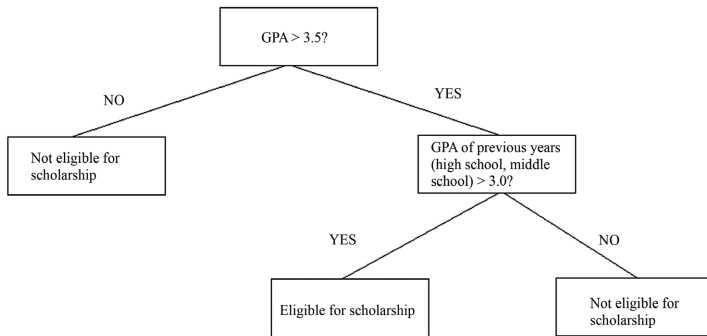 GPA > 3.5?
NO
YES
Not eligible for
scholarship
GPA of previous years
(high school, middle
school) > 3.0?
YES
NO
Eligible for scholarship
Not eligible for
scholarship